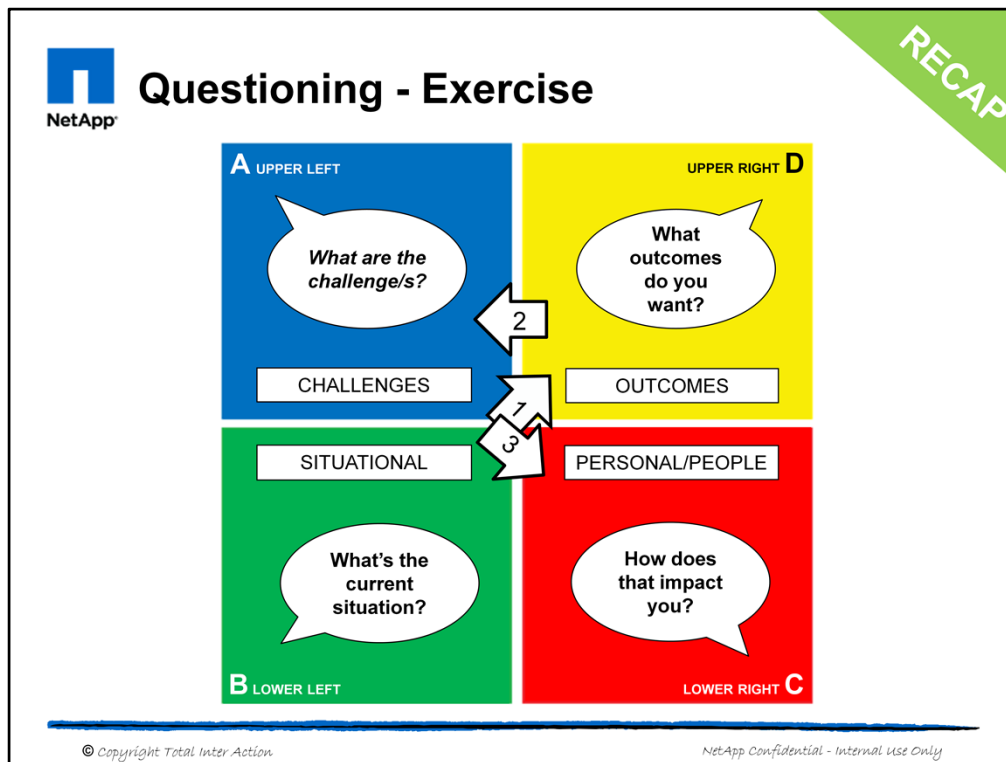 RECAP
NetApp
Questioning - Exercise
A UPPER LEFT
UPPER RIGHT D
What are the
challenge/s?
What
outcomes
do you
want?
2
CHALLENGES
1
OUTCOMES
3
SITUATIONAL
PERSONAL/PEOPLE
What's the
current
situation?
How does
that impact
you?
B LOWER LEFT
LOWER RIGHT C
© Copyright Total Inter Action
NetApp Confidential - Internal Use Only